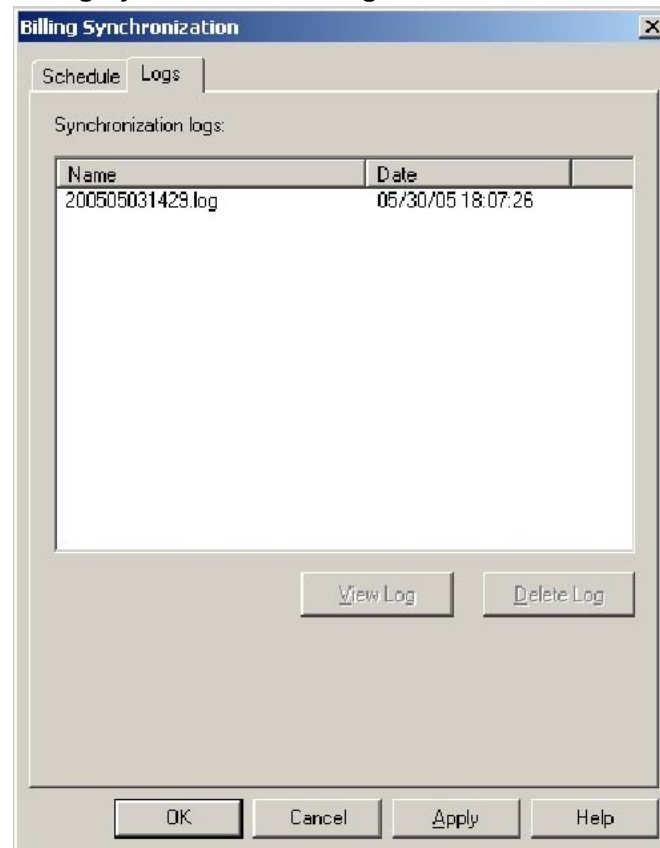 Billing Synchronization
Schedule Logs
Synchronization logs:
Name Date
200505031429.log 05/30/05 18:07:26
View Log Delete Log
OK Cancel Apply Help